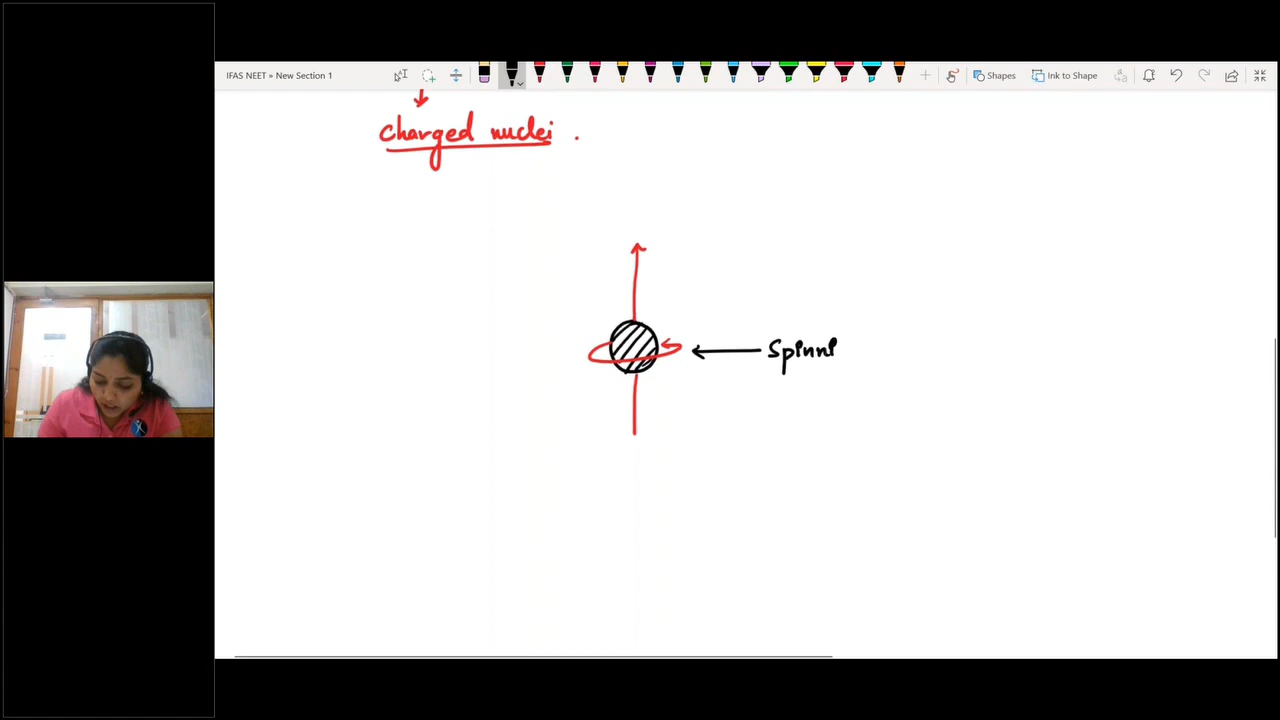 IFAS NEET » New Section 1
Shapes
Ink to Shape
charged nuclei .
Spinni